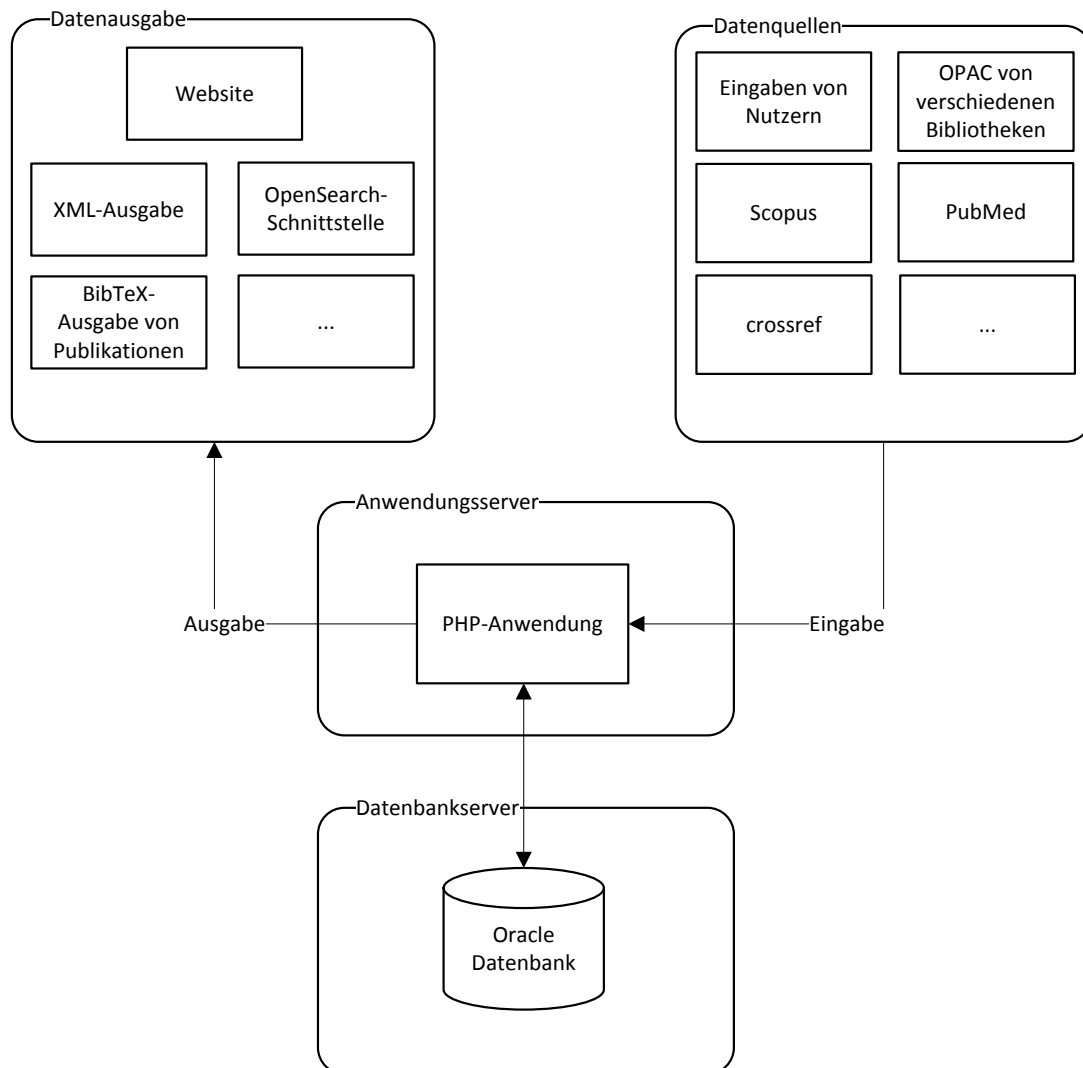 Datenausgabe
Website
XML-Ausgabe
OpenSearch-
Schnittstelle
BibTeX-
Ausgabe von
Publikationen
...
Datenquellen
Eingaben von
Nutzern
OPAC von
verschiedenen
Bibliotheken
Scopus
PubMed
crossref
...
Anwendungsserver
Ausgabe
PHP-Anwendung
Eingabe
Datenbankserver
Oracle
Datenbank